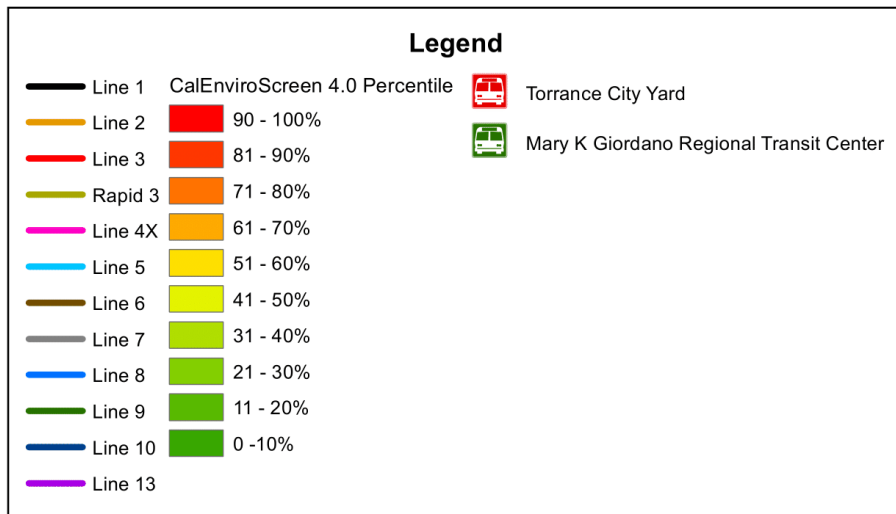 Legend
Line 1
Line 2
Line 3
Rapid 3
Line 4X
Line 5
Line 6
Line 7
Line 8
Line 9
Line 10
Line 13
CalEnviroScreen 4.0 Percentile
90 - 100%
81 - 90%
71 - 80%
61 - 70%
51 - 60%
41 - 50%
31 - 40%
21 - 30%
11 - 20%
0 -10%
Torrance City Yard
Mary K Giordano Regional Transit Center